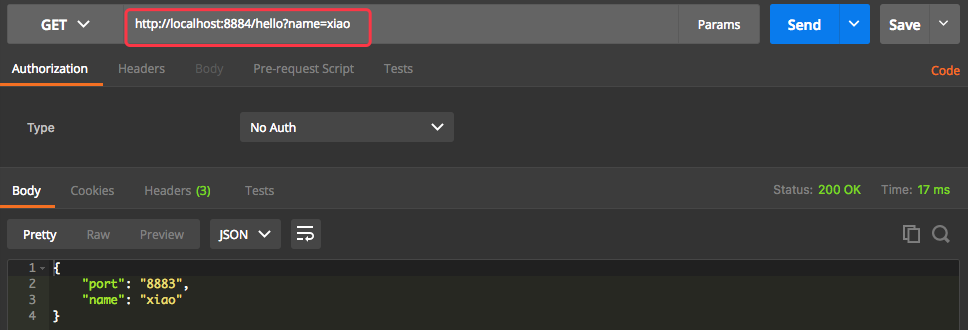 GET http://localhost:8884/hello?name=xiao Params Send Save
Authorization Headers Body Pre-request Script Tests Code
Type No Auth
Body Cookies Headers (3) Tests Status: 200 OK Time: 17 ms
Pretty Raw Preview JSON
1 {
2 "port": "8883",
3 "name": "xiao"
4 }